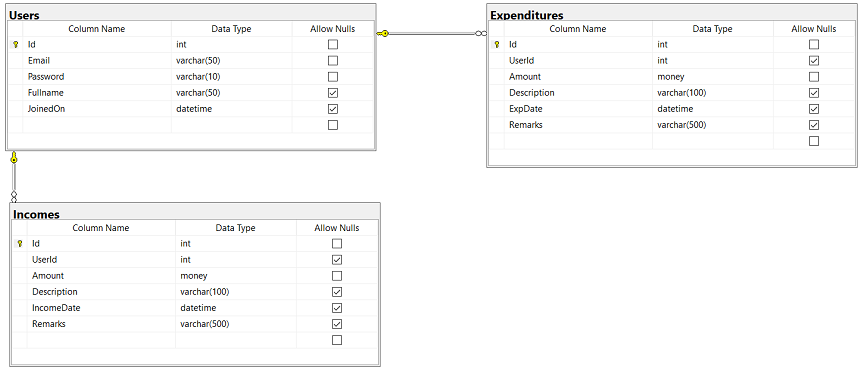 Users
Column Name Data Type Allow Nulls
Id int
Email varchar(50)
Password varchar(10)
Fullname varchar(50)
JoinedOn datetime
Expenditures
Column Name Data Type Allow Nulls
Id int
UserId int
Amount money
Description varchar(100)
ExpDate datetime
Remarks varchar(500)
Incomes
Column Name Data Type Allow Nulls
Id int
UserId int
Amount money
Description varchar(100)
IncomeDate datetime
Remarks varchar(500)